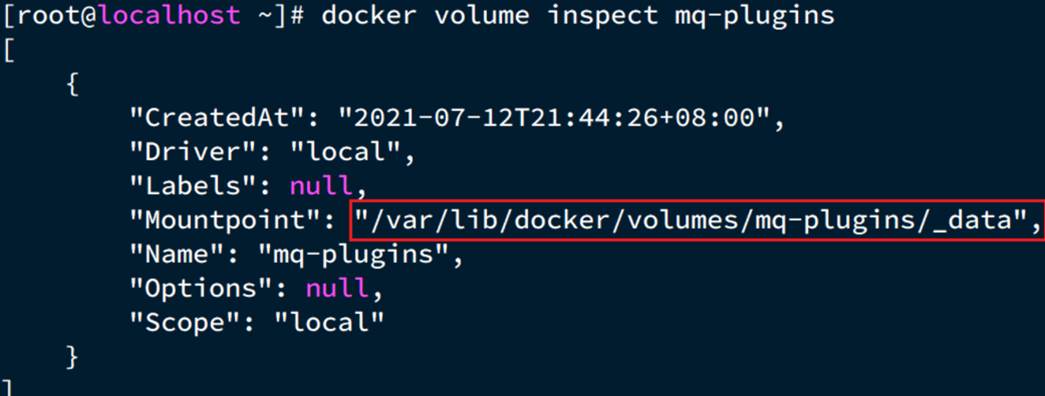 [root@localhost ~]# docker volume inspect mq-plugins
[
    {
        "CreatedAt": "2021-07-12T21:44:26+08:00",
        "Driver": "local",
        "Labels": null,
        "Mountpoint": "/var/lib/docker/volumes/mq-plugins/_data",
        "Name": "mq-plugins",
        "Options": null,
        "Scope": "local"
    }
]